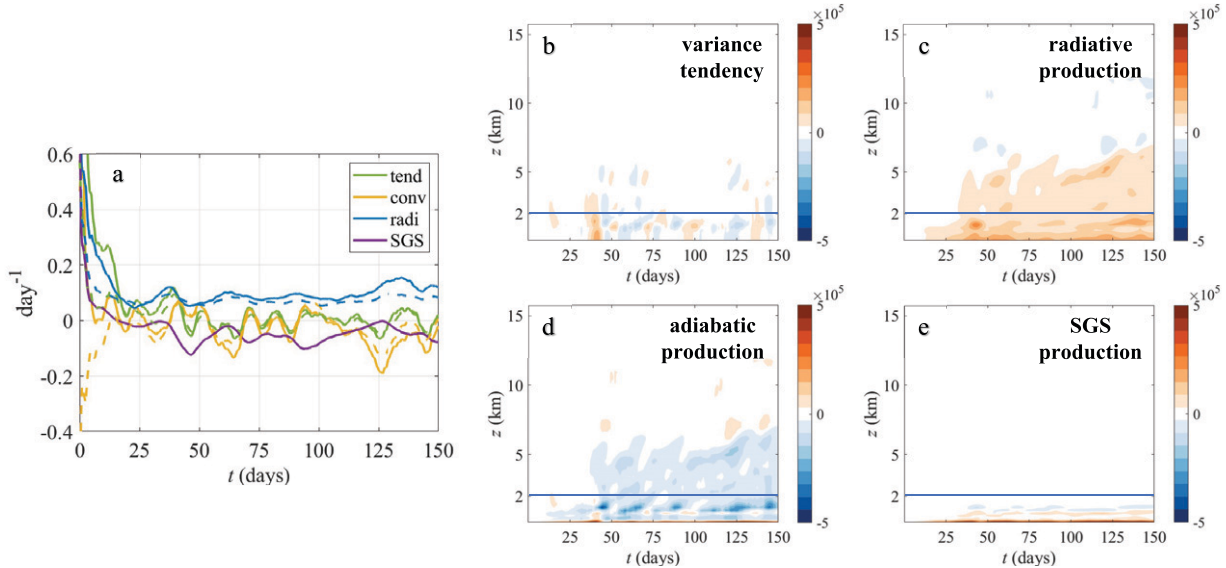 a
0.6
0.4
0.2
0
-0.2
-0.4
day⁻¹
0 25 50 75 100 125 150
t (days)
tend
conv
radi
SGS
b
variance
tendency
×10⁵
5
0
-5
15
10
5
2
z (km)
25 50 75 100 125 150
t (days)
c
radiative
production
×10⁵
5
0
-5
15
10
5
2
z (km)
25 50 75 100 125 150
t (days)
d
adiabatic
production
×10⁵
5
0
-5
15
10
5
2
z (km)
25 50 75 100 125 150
t (days)
e
SGS
production
×10⁵
5
0
-5
15
10
5
2
z (km)
25 50 75 100 125 150
t (days)